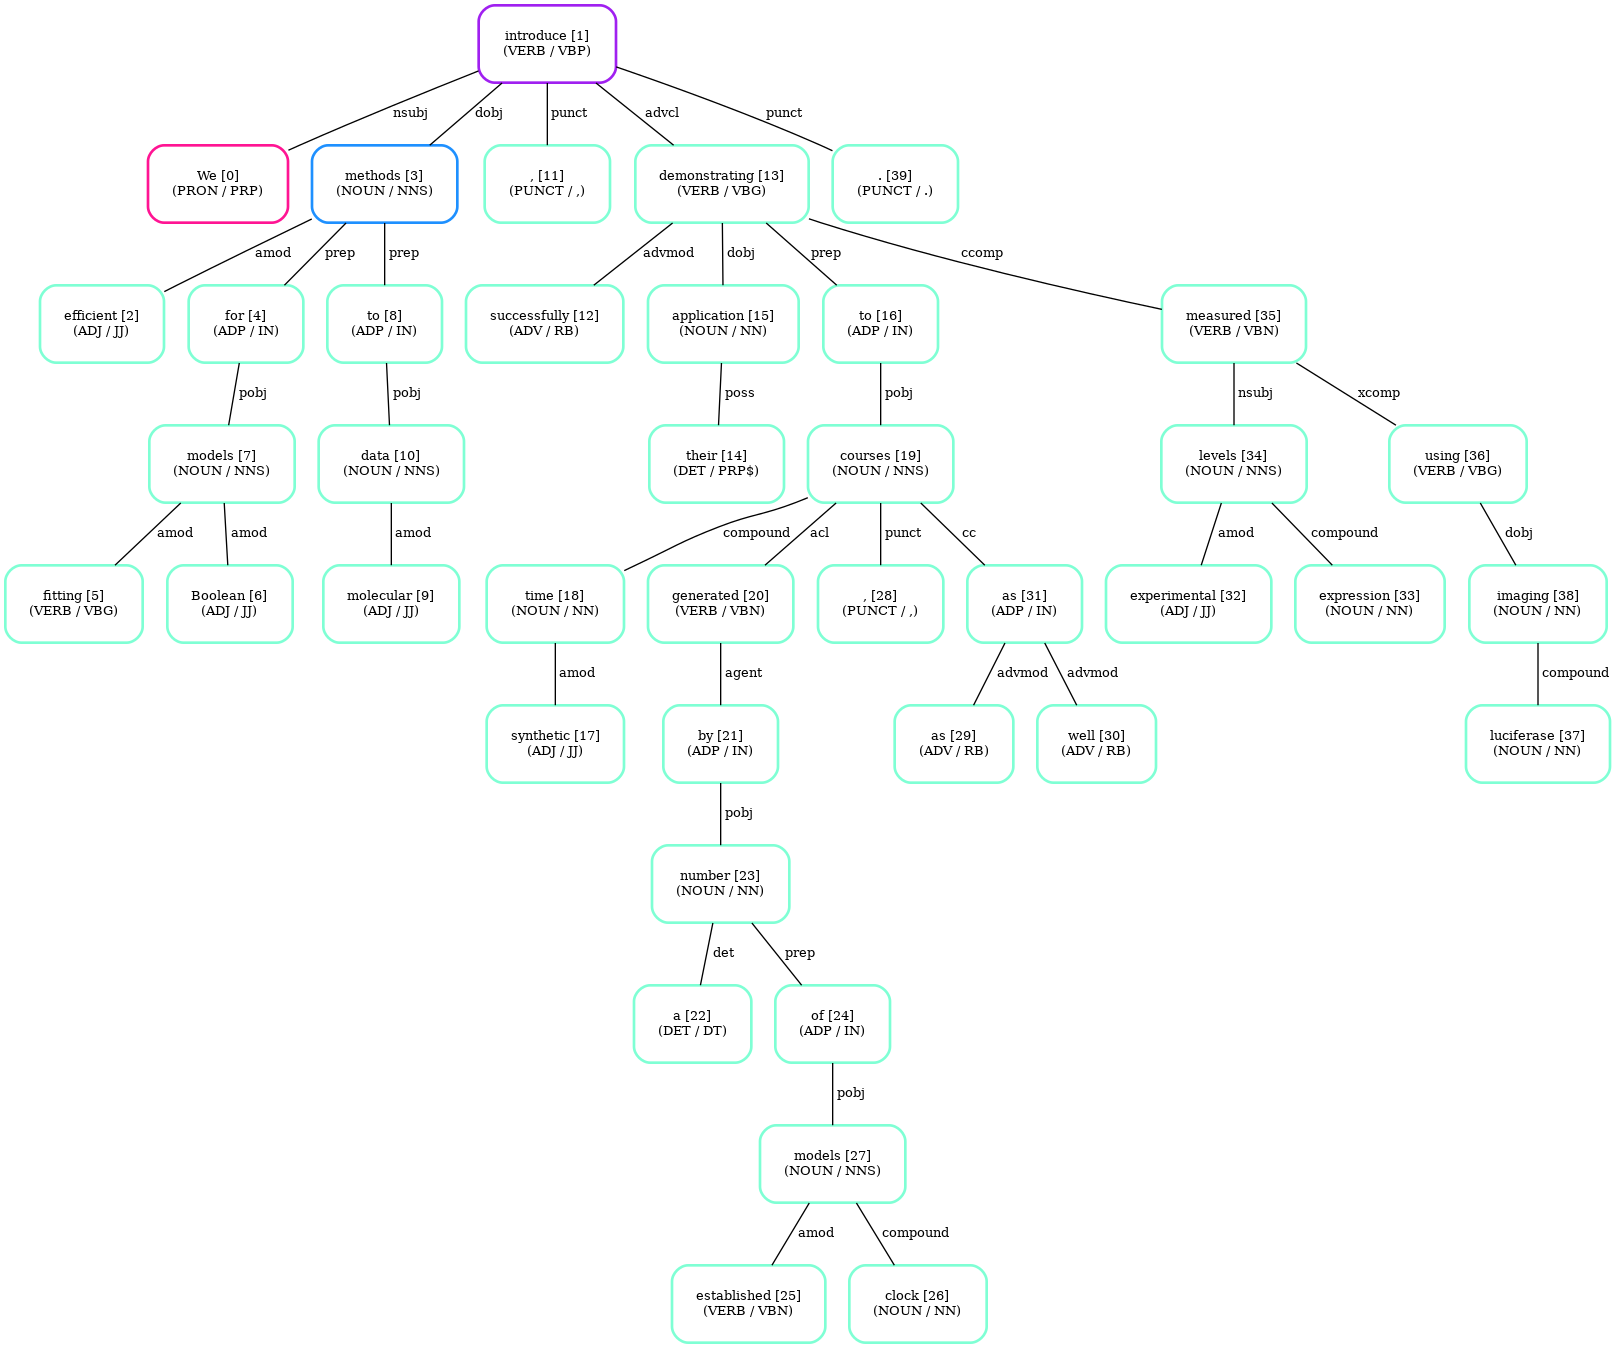 introduce [1]
(VERB / VBP)
nsubj
dobj
punct
advcl
punct
We [0]
(PRON / PRP)
methods [3]
(NOUN / NNS)
, [11]
(PUNCT / ,)
demonstrating [13]
(VERB / VBG)
. [39]
(PUNCT / .)
amod
prep
prep
advmod
dobj
prep
ccomp
efficient [2]
(ADJ / JJ)
for [4]
(ADP / IN)
to [8]
(ADP / IN)
successfully [12]
(ADV / RB)
application [15]
(NOUN / NN)
to [16]
(ADP / IN)
measured [35]
(VERB / VBN)
pobj
pobj
poss
pobj
nsubj
xcomp
models [7]
(NOUN / NNS)
data [10]
(NOUN / NNS)
their [14]
(DET / PRP$)
courses [19]
(NOUN / NNS)
levels [34]
(NOUN / NNS)
using [36]
(VERB / VBG)
amod
amod
amod
compound
acl
punct
cc
amod
compound
dobj
fitting [5]
(VERB / VBG)
Boolean [6]
(ADJ / JJ)
molecular [9]
(ADJ / JJ)
time [18]
(NOUN / NN)
generated [20]
(VERB / VBN)
, [28]
(PUNCT / ,)
as [31]
(ADP / IN)
experimental [32]
(ADJ / JJ)
expression [33]
(NOUN / NN)
imaging [38]
(NOUN / NN)
amod
agent
advmod
advmod
compound
synthetic [17]
(ADJ / JJ)
by [21]
(ADP / IN)
as [29]
(ADV / RB)
well [30]
(ADV / RB)
luciferase [37]
(NOUN / NN)
pobj
number [23]
(NOUN / NN)
det
prep
a [22]
(DET / DT)
of [24]
(ADP / IN)
pobj
models [27]
(NOUN / NNS)
amod
compound
established [25]
(VERB / VBN)
clock [26]
(NOUN / NN)